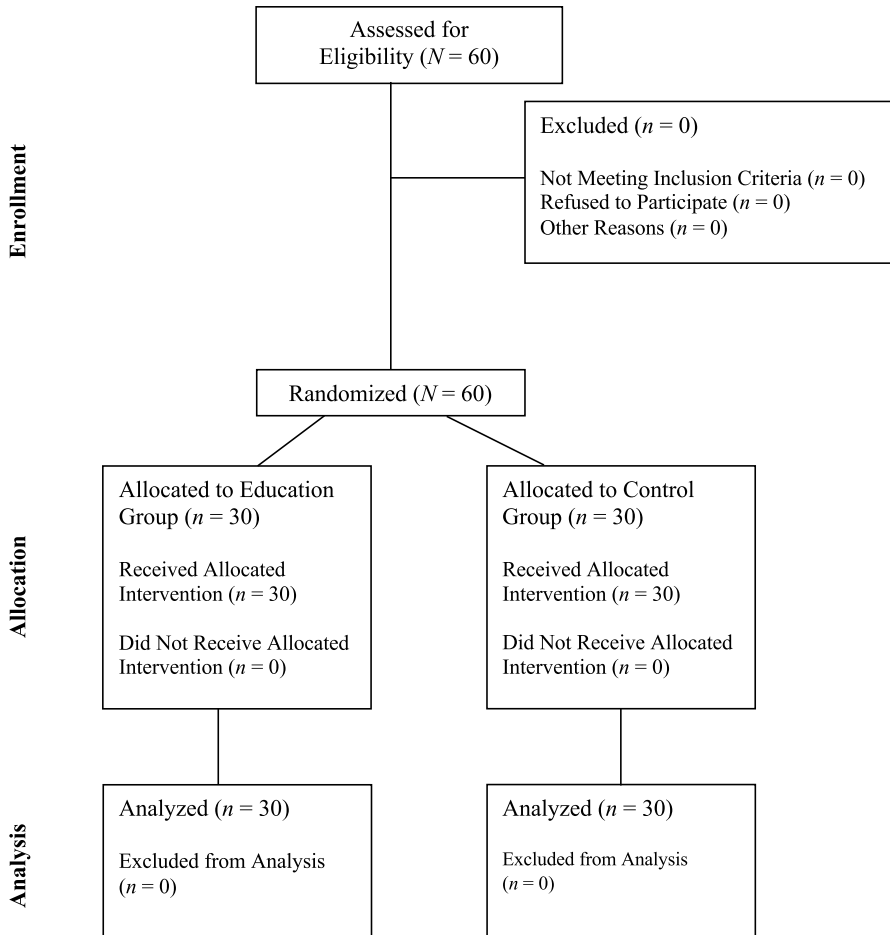 Assessed for
Eligibility (N = 60)
Enrollment
Excluded (n = 0)
Not Meeting Inclusion Criteria (n = 0)
Refused to Participate (n = 0)
Other Reasons (n = 0)
Randomized (N = 60)
Allocation
Allocated to Education
Group (n = 30)
Received Allocated
Intervention (n = 30)
Did Not Receive Allocated
Intervention (n = 0)
Allocated to Control
Group (n = 30)
Received Allocated
Intervention (n = 30)
Did Not Receive Allocated
Intervention (n = 0)
Analysis
Analyzed (n = 30)
Excluded from Analysis
(n = 0)
Analyzed (n = 30)
Excluded from Analysis
(n = 0)